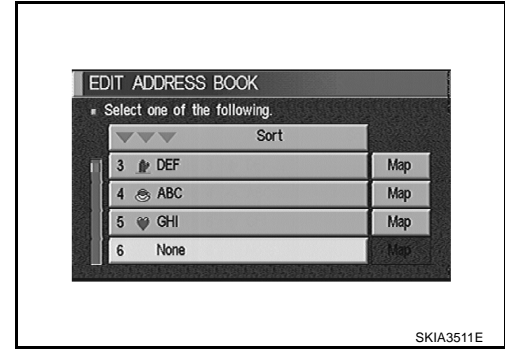 EDIT ADDRESS BOOK
Select one of the following.
Sort
3 DEF Map
4 ABC Map
5 GHI Map
6 None Map
SKIA3511E